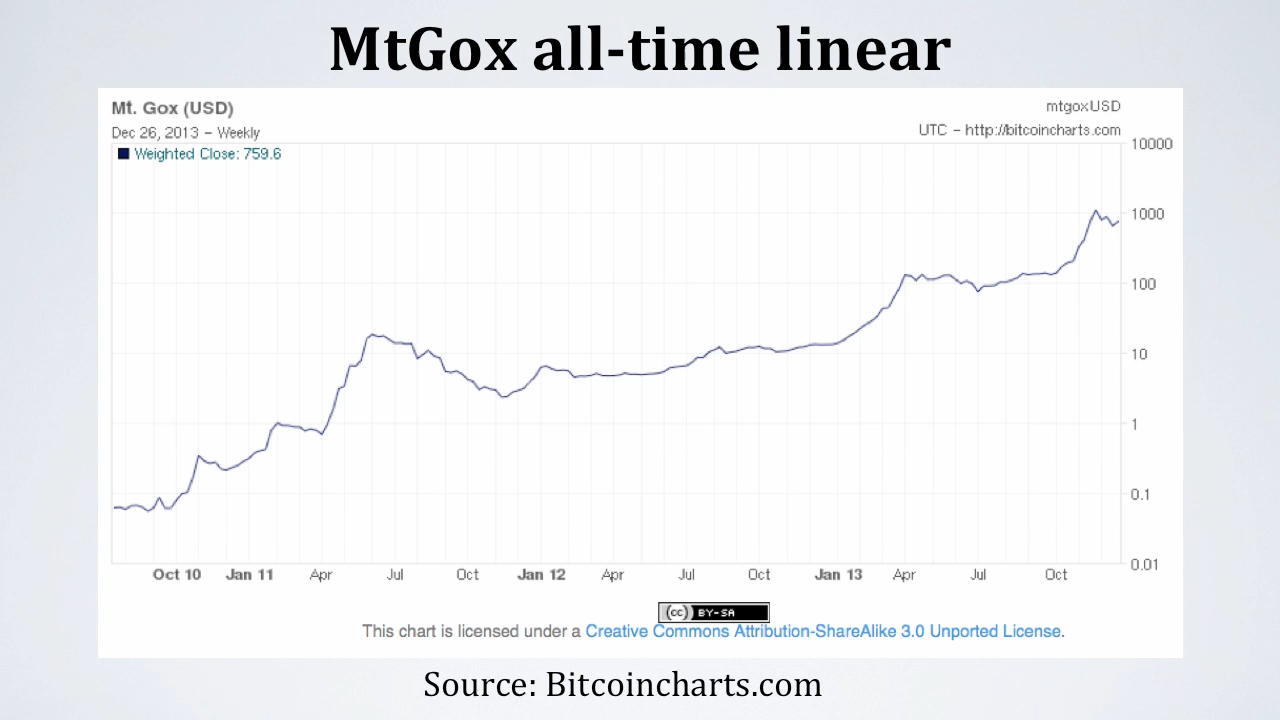 MtGox all-time linear
Mt. Gox (USD)
mtgoxUSD
Dec 26, 2013 – Weekly
UTC – http://bitcoincharts.com
Weighted Close: 759.6
10000
1000
100
10
1
0.1
0.01
Oct 10 Jan 11 Apr Jul Oct Jan 12 Apr Jul Oct Jan 13 Apr Jul Oct
cc BY-SA
This chart is licensed under a Creative Commons Attribution-ShareAlike 3.0 Unported License.
Source: Bitcoincharts.com